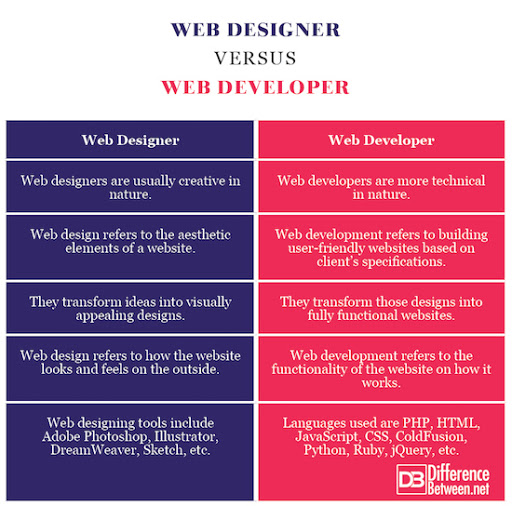 WEB DESIGNER
VERSUS
WEB DEVELOPER
Web Designer
Web Developer
Web designers are usually creative in
nature.
Web developers are more technical
in nature.
Web design refers to the aesthetic
elements of a website.
Web development refers to building
user-friendly websites based on
client's specifications.
They transform ideas into visually
appealing designs.
They transform those designs into
fully functional websites.
Web design refers to how the website
looks and feels on the outside.
Web development refers to the
functionality of the website on how it
works.
Web designing tools include
Adobe Photoshop, Illustrator,
DreamWeaver, Sketch, etc.
Languages used are PHP, HTML,
JavaScript, CSS, ColdFusion,
Python, Ruby, jQuery, etc.
DB Difference
Between.net